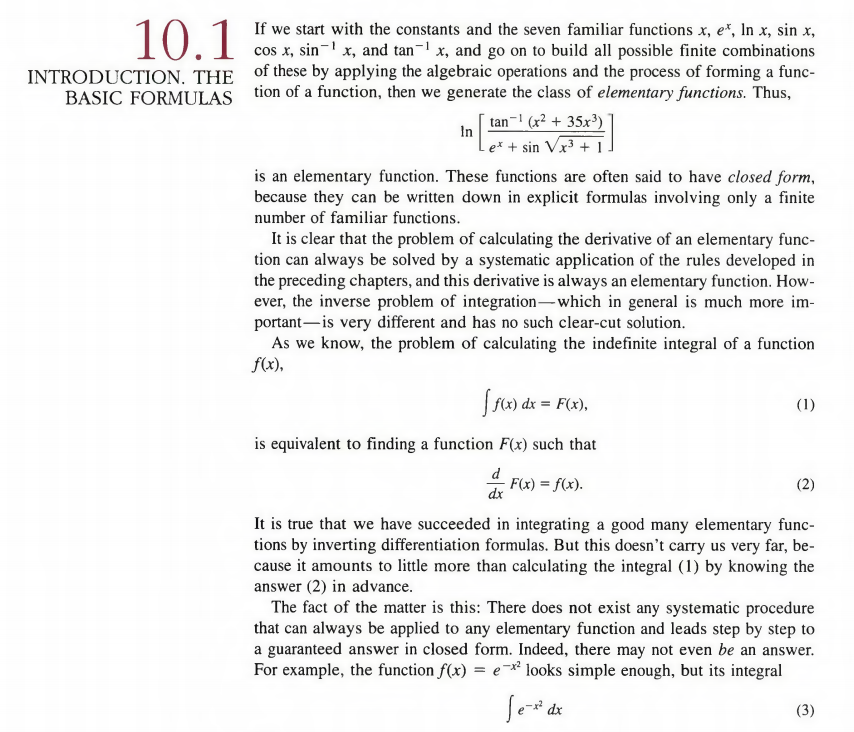 10.1
INTRODUCTION. THE
BASIC FORMULAS
If we start with the constants and the seven familiar functions x, eˣ, ln x, sin x,
cos x, sin⁻¹ x, and tan⁻¹ x, and go on to build all possible finite combinations
of these by applying the algebraic operations and the process of forming a func-
tion of a function, then we generate the class of elementary functions. Thus,
ln [ tan⁻¹ (x² + 35x³) / eˣ + sin √(x³ + 1) ]
is an elementary function. These functions are often said to have closed form,
because they can be written down in explicit formulas involving only a finite
number of familiar functions.
It is clear that the problem of calculating the derivative of an elementary func-
tion can always be solved by a systematic application of the rules developed in
the preceding chapters, and this derivative is always an elementary function. How-
ever, the inverse problem of integration—which in general is much more im-
portant—is very different and has no such clear-cut solution.
As we know, the problem of calculating the indefinite integral of a function
f(x),
∫ f(x) dx = F(x), (1)
is equivalent to finding a function F(x) such that
d/dx F(x) = f(x). (2)
It is true that we have succeeded in integrating a good many elementary func-
tions by inverting differentiation formulas. But this doesn't carry us very far, be-
cause it amounts to little more than calculating the integral (1) by knowing the
answer (2) in advance.
The fact of the matter is this: There does not exist any systematic procedure
that can always be applied to any elementary function and leads step by step to
a guaranteed answer in closed form. Indeed, there may not even be an answer.
For example, the function f(x) = e^(−x²) looks simple enough, but its integral
∫ e^(−x²) dx (3)